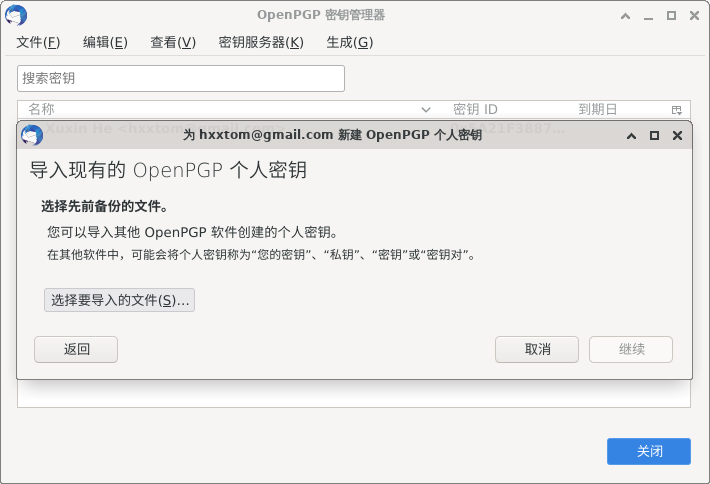 OpenPGP 密钥管理器
文件(F) 编辑(E) 查看(V) 密钥服务器(K) 生成(G)
搜索密钥
名称 密钥 ID 到期日
Xuxin He
为 hxxtom@gmail.com 新建 OpenPGP 个人密钥
导入现有的 OpenPGP 个人密钥
选择先前备份的文件。
您可以导入其他 OpenPGP 软件创建的个人密钥。
在其他软件中，可能会将个人密钥称为“您的密钥”、“私钥”、“密钥”或“密钥对”。
选择要导入的文件(S)...
返回 取消 继续
关闭